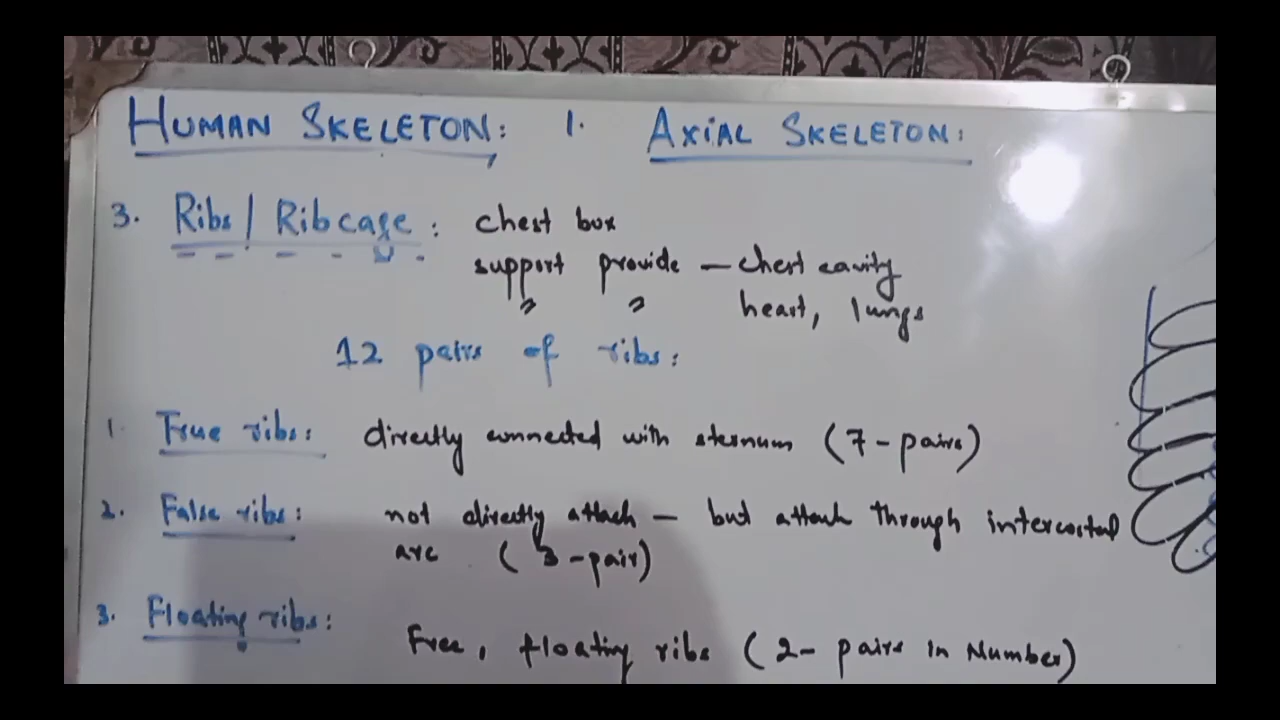 HUMAN SKELETON: 1. AXIAL SKELETON:
3. Ribs / Ribcage : chest box
support provide — chest cavity
" " heart, lungs
12 pairs of ribs:
1. True ribs: directly connected with sternum (7-pairs)
2. False ribs: not directly attach — but attach through intercostal
arc (3-pair)
3. Floating ribs:
Free, floating ribs (2- pairs in Number)